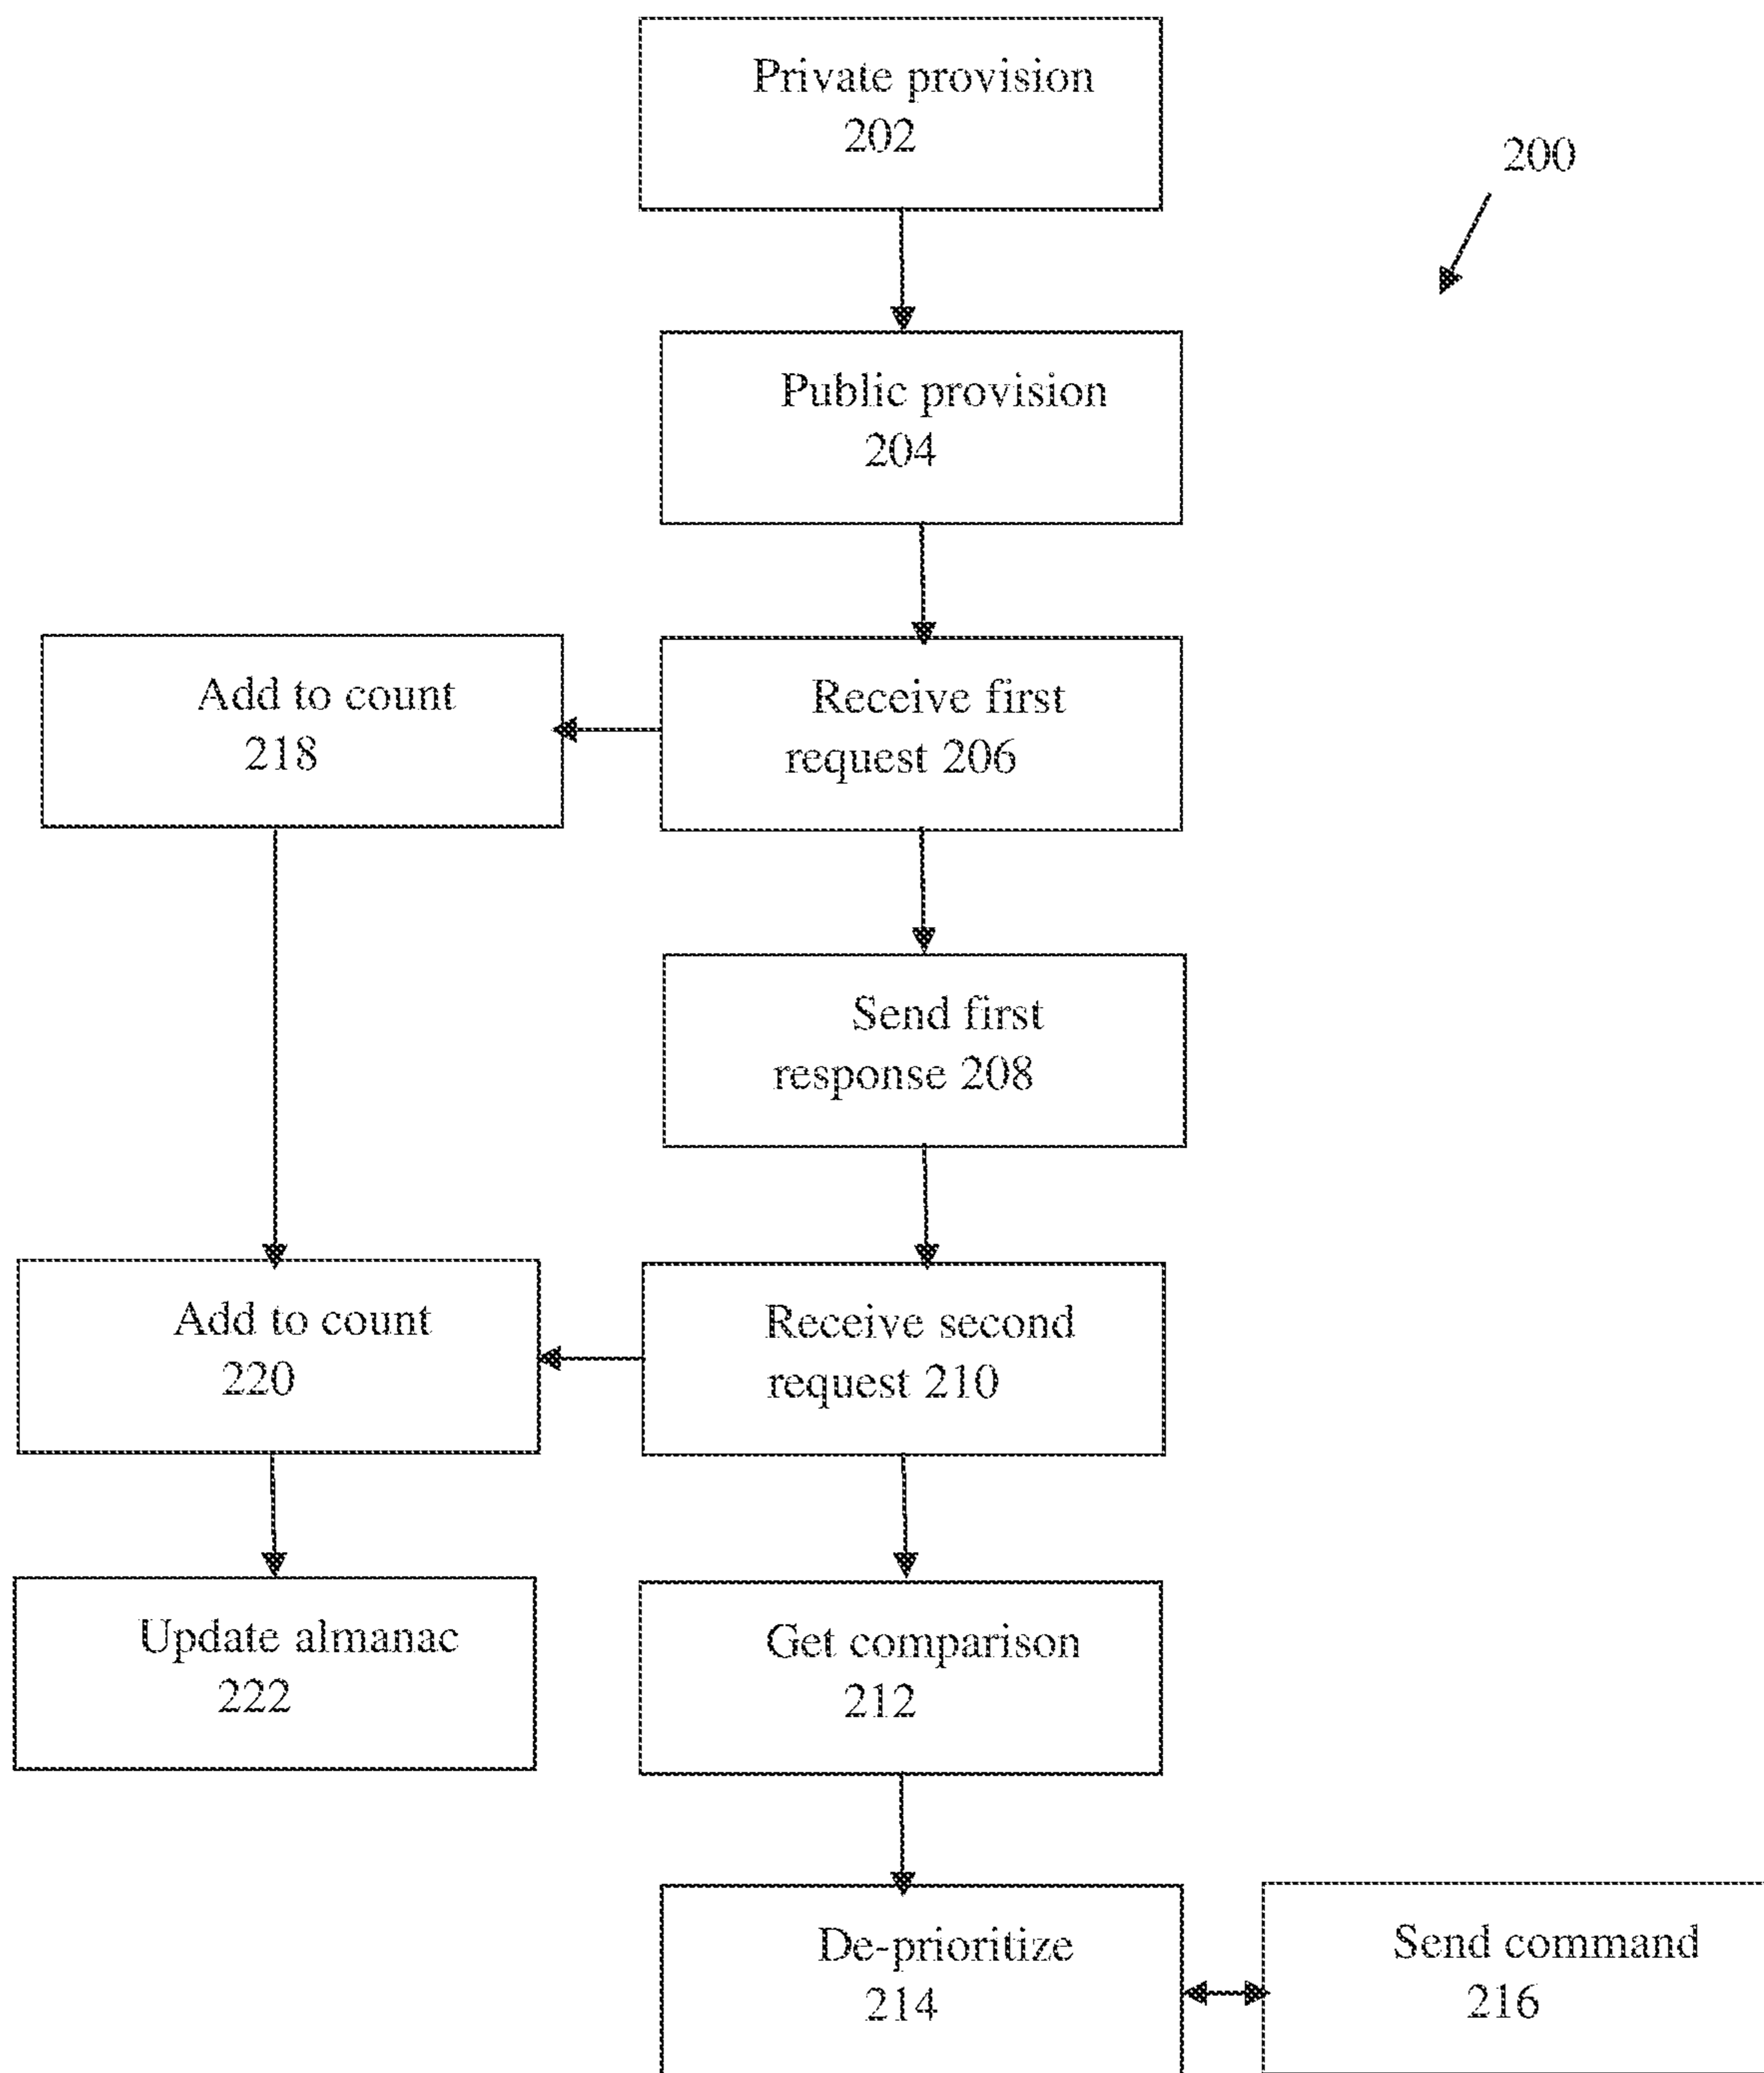 Private provision
202
200
Public provision
204
Add to count
218
Receive first
request 206
Send first
response 208
Add to count
220
Receive second
request 210
Update almanac
222
Get comparison
212
De-prioritize
214
Send command
216